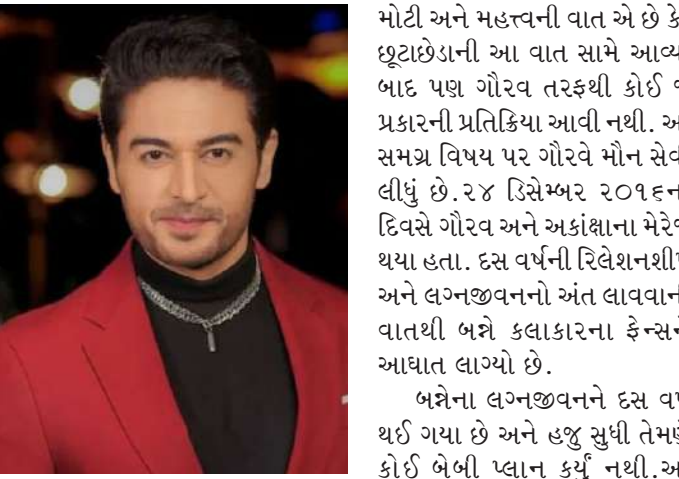 મોટી અને મહત્ત્વની વાત એ છે કે
છૂટાછેડાની આ વાત સામે આવ્યા
બાદ પણ ગૌરવ તરફથી કોઈ
પ્રકારની પ્રતિક્રિયા આવી નથી.
સમગ્ર વિષય પર ગૌરવે મૌન સેવી
લીધું છે.૨૪ ડિસેમ્બર ૨૦૧૬ના
દિવસે ગૌરવ અને અકાંક્ષાના મેરેજ
થયા હતા. દસ વર્ષની રિલેશનશીપ
અને લગ્નજીવનનો અંત લાવવાની
વાતથી બન્ને કલાકારના ફેન્સને
આઘાત લાગ્યો છે.
બન્નેના લગ્નજીવનને દસ વર્ષ
થઈ ગયા છે અને હજુ સુધી તેમણે
કોઈ બેબી પ્લાન કર્યું નથી.